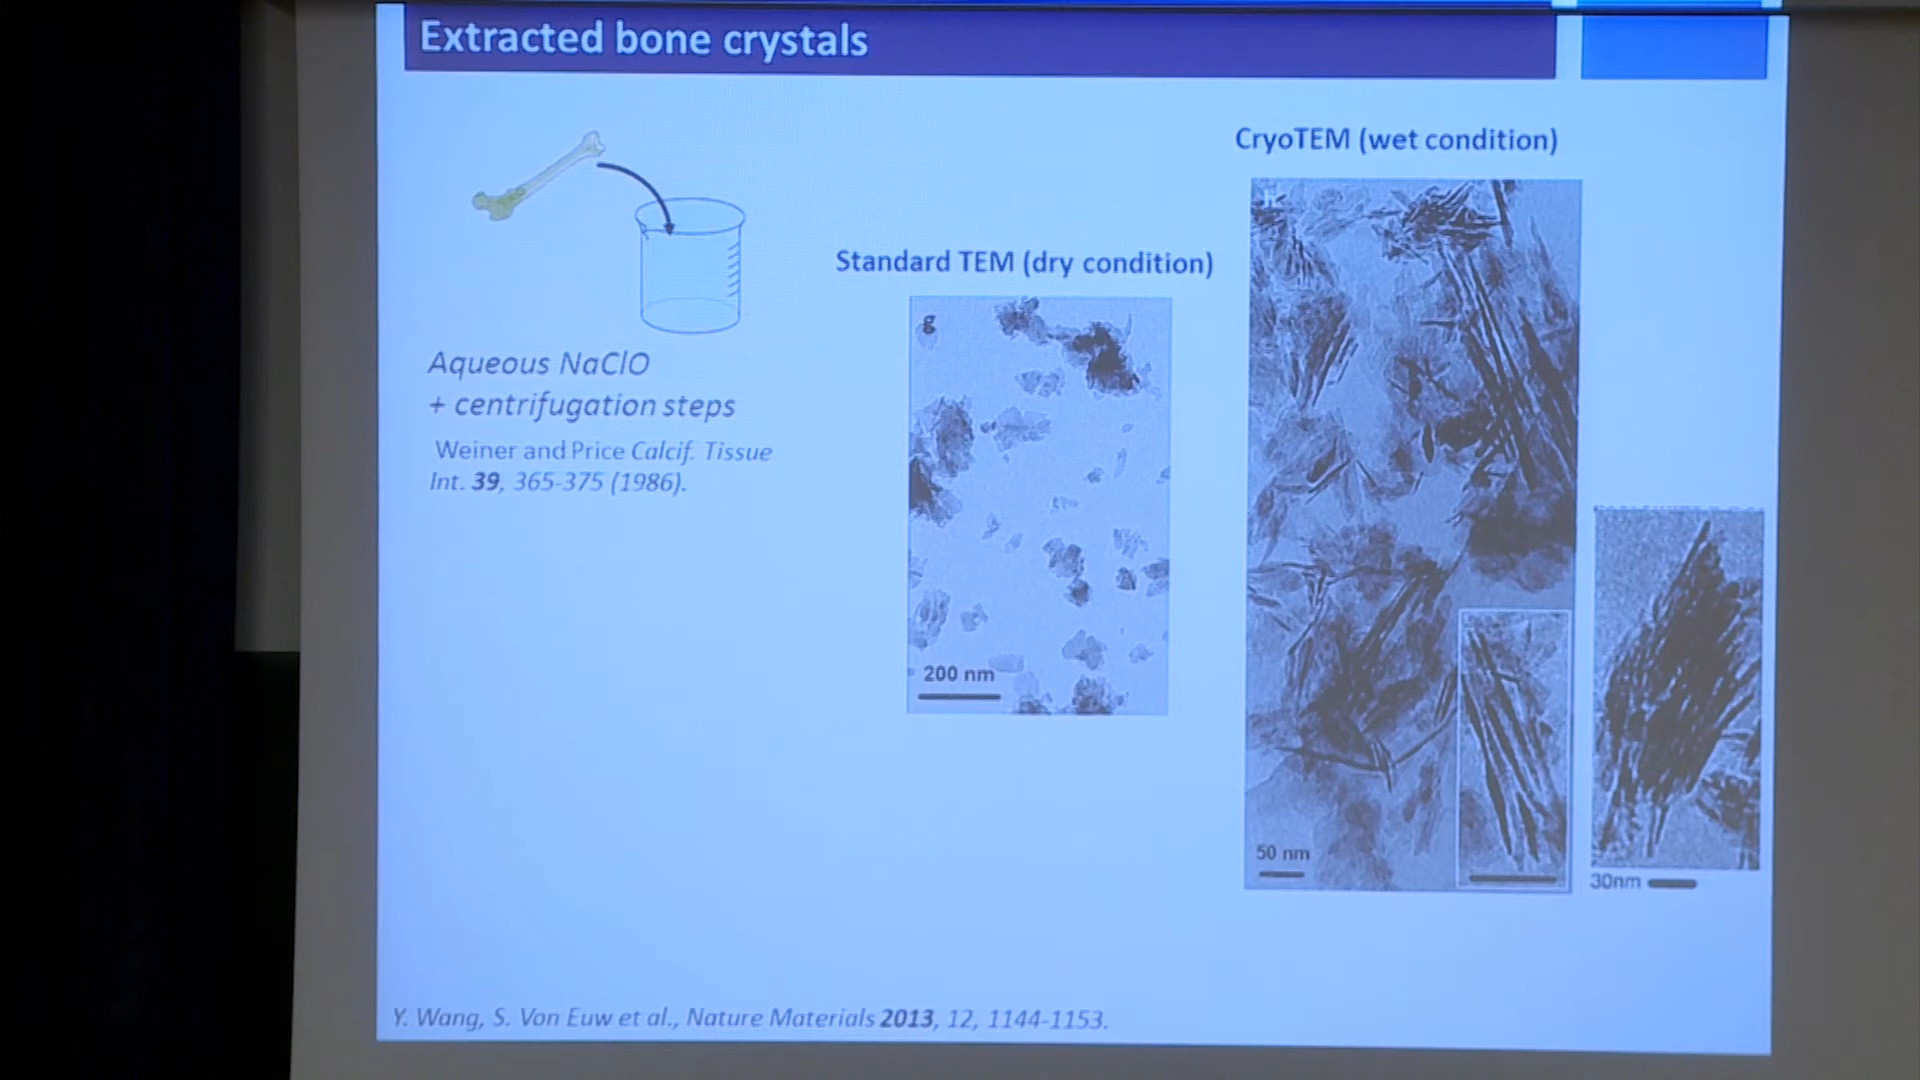 Extracted bone crystals
CryoTEM (wet condition)
Standard TEM (dry condition)
Aqueous NaClO
+ centrifugation steps
Weiner and Price Calcif. Tissue
Int. 39, 365-375 (1986).
g
200 nm
h
50 nm
30nm
Y. Wang, S. Von Euw et al., Nature Materials 2013, 12, 1144-1153.